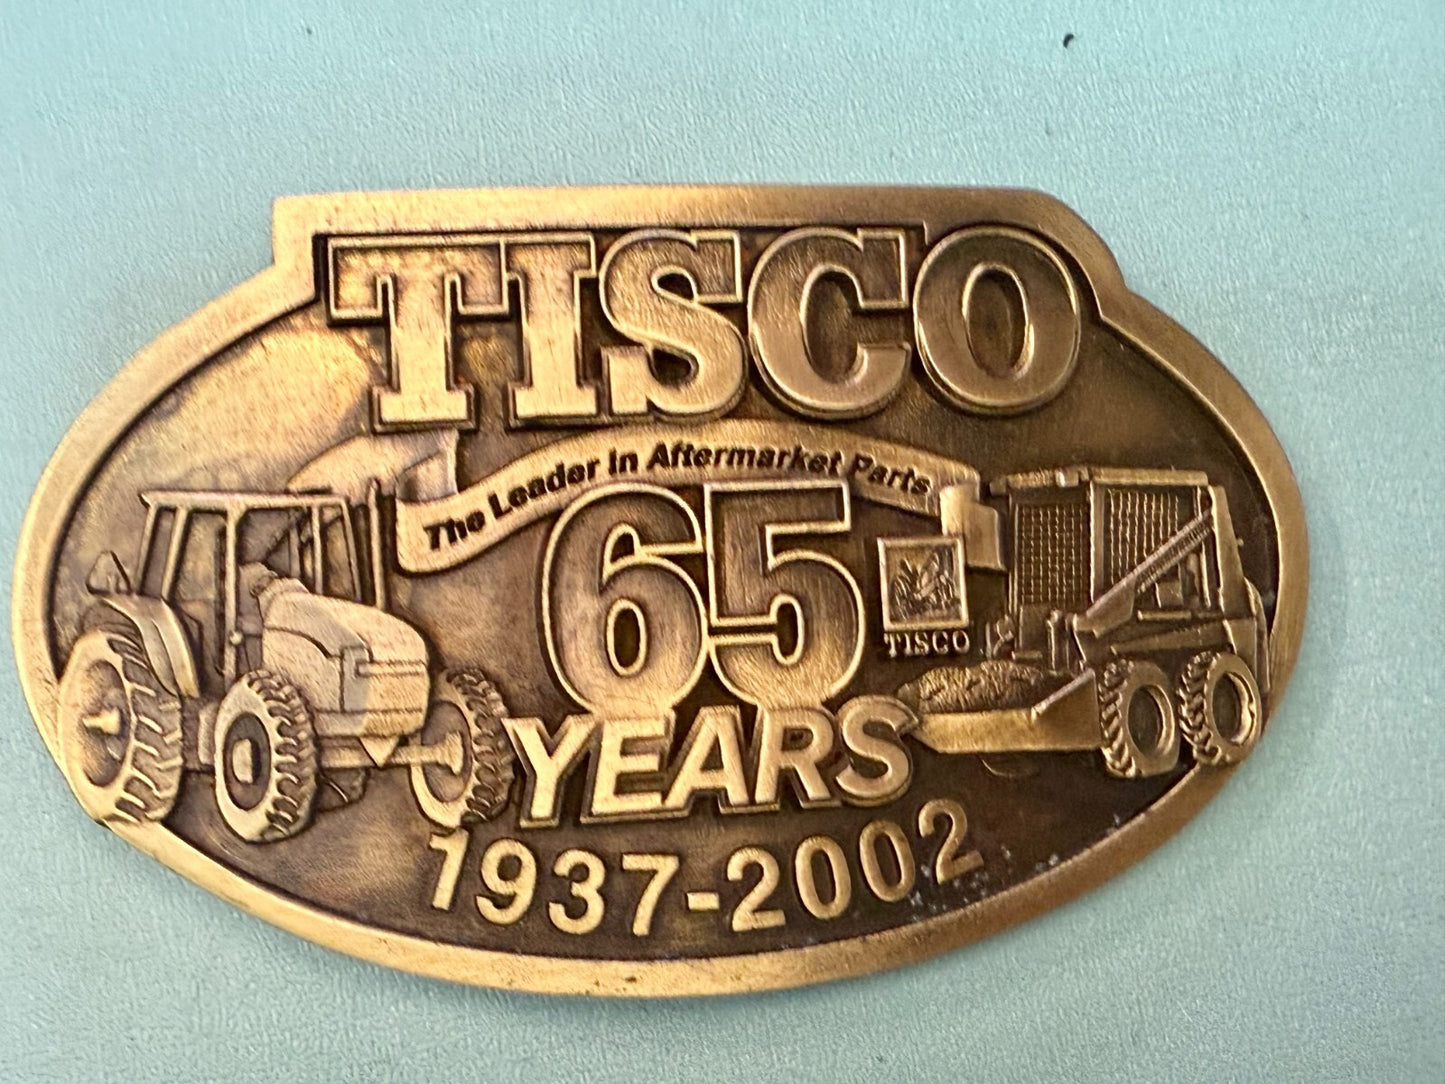 TISCO
The Leader in Aftermarket Parts
65
TISCO
YEARS
1937-2002